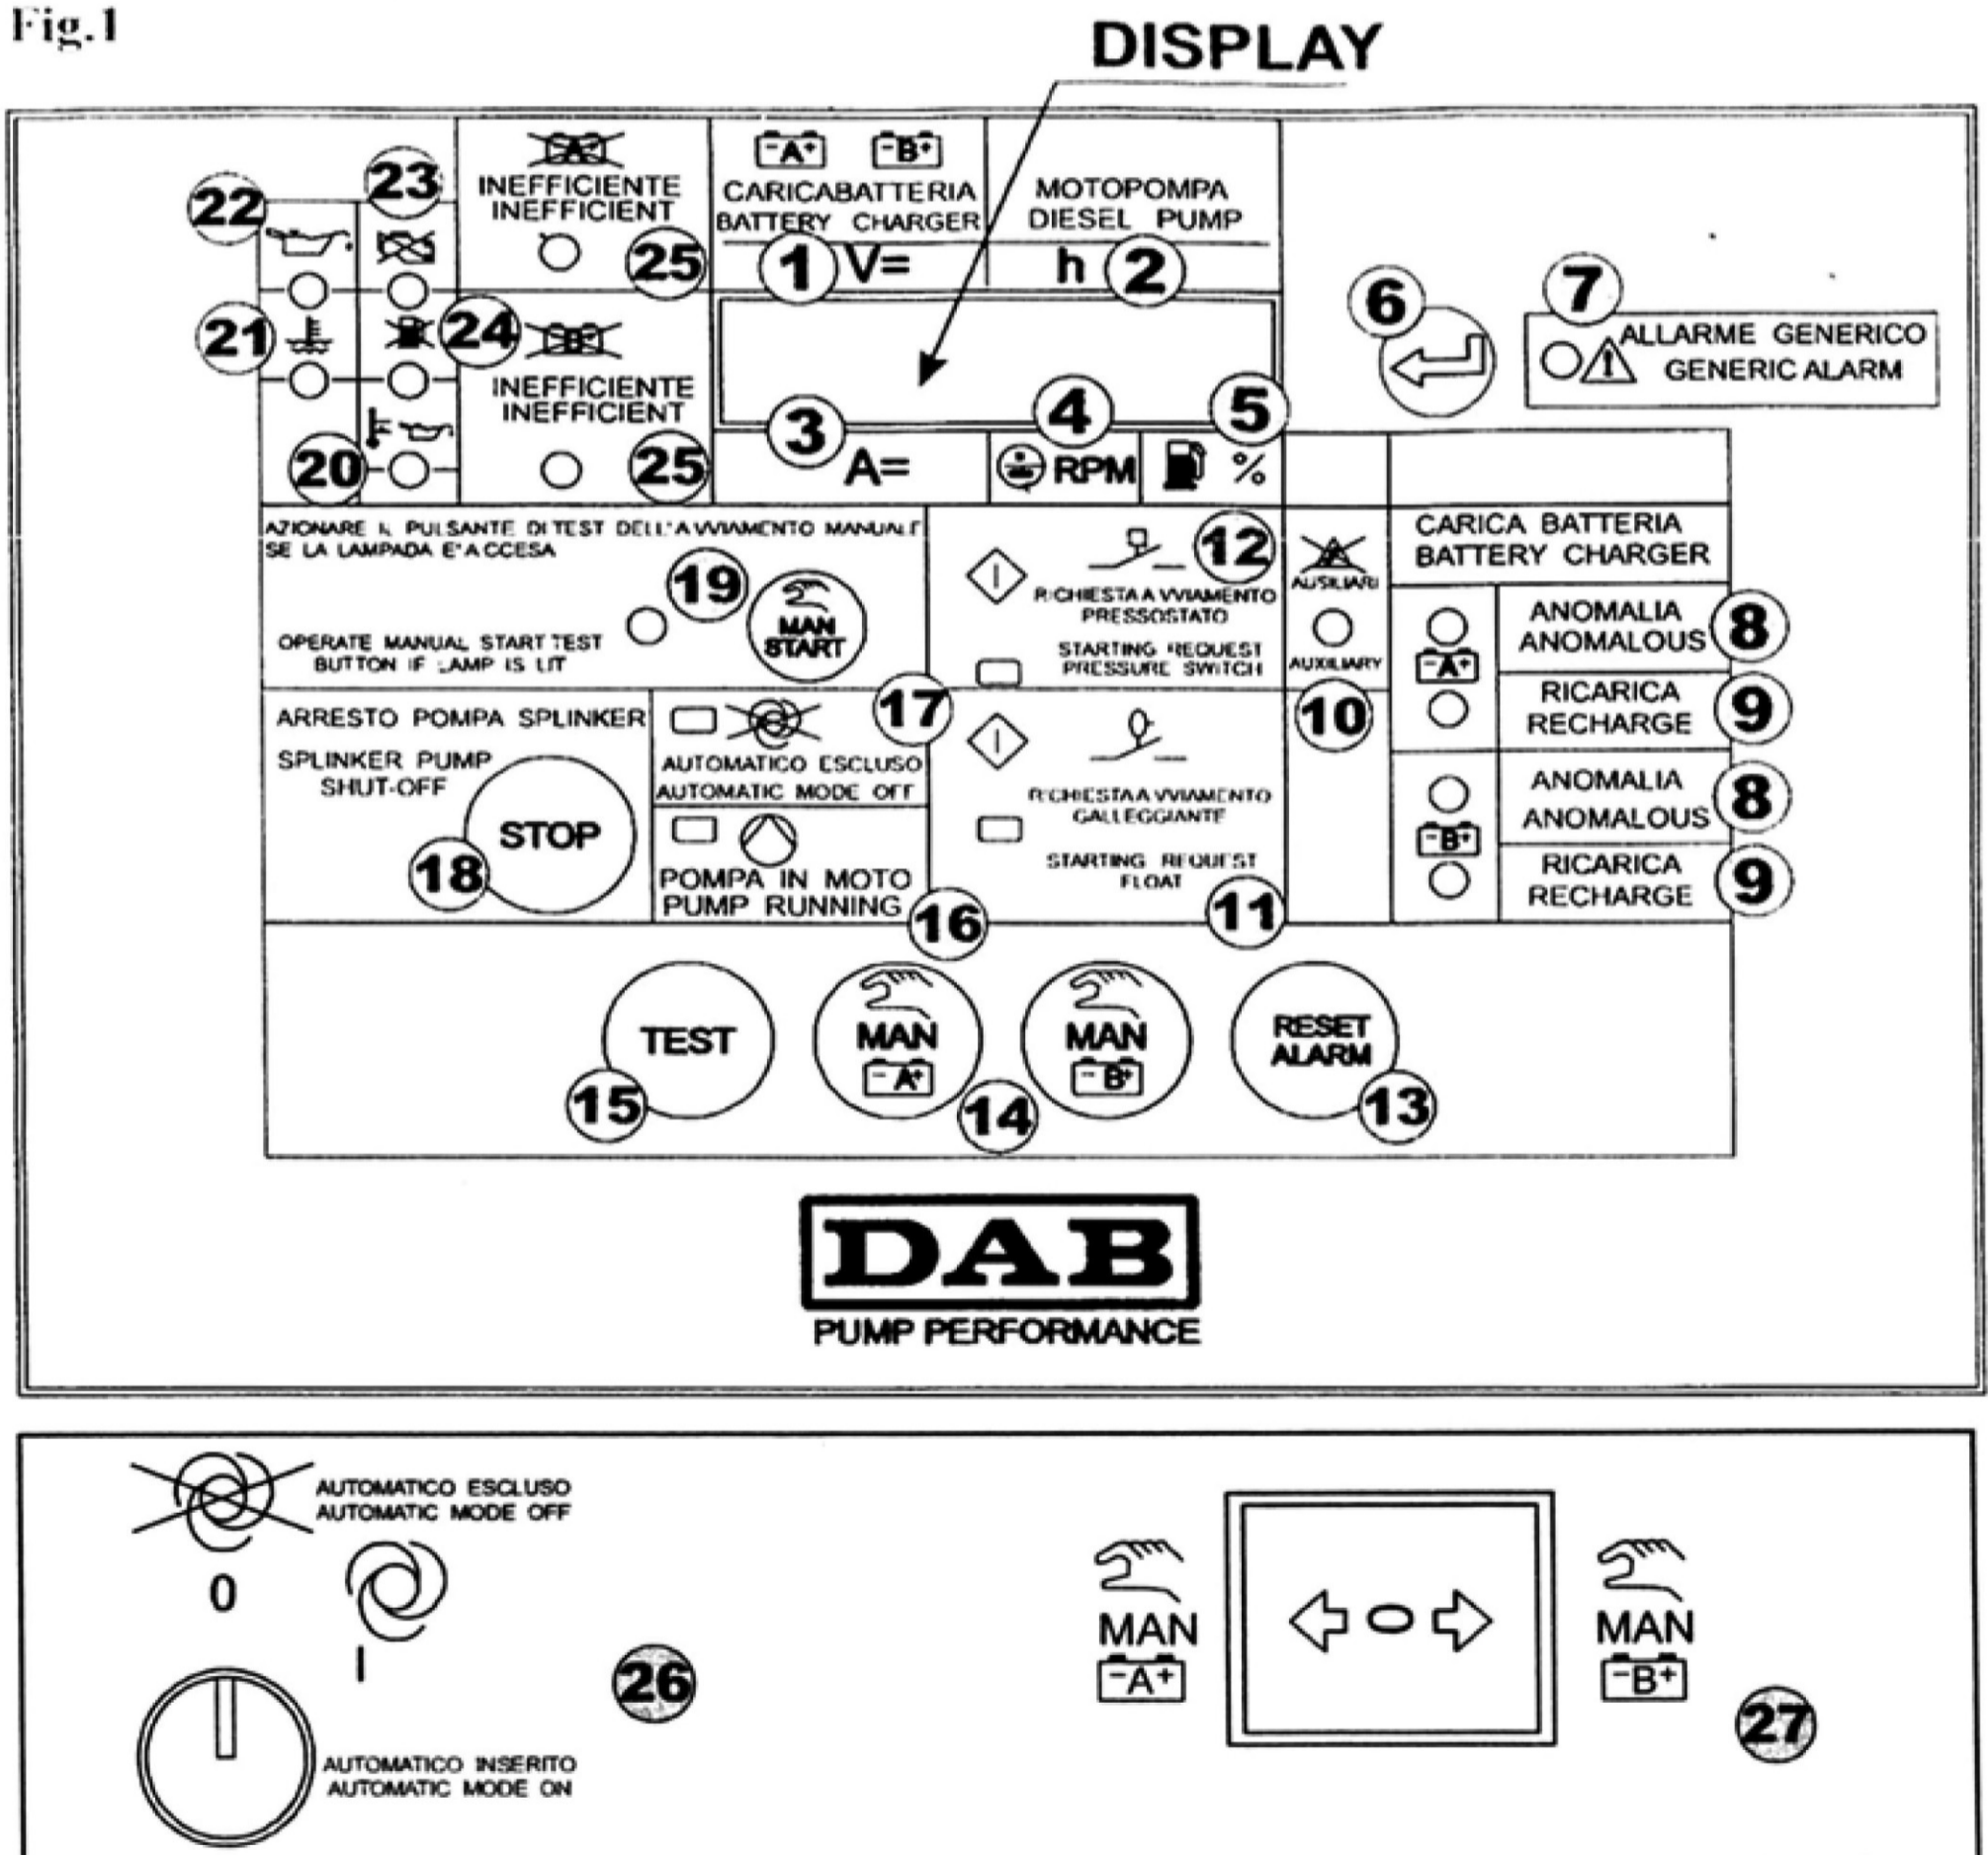 Fig.1
DISPLAY
22
23
-A+
INEFFICIENTE
INEFFICIENT
25
-A+ -B+
CARICABATTERIA
BATTERY CHARGER
1 V=
MOTOPOMPA
DIESEL PUMP
h 2
6
7
ALLARME GENERICO
GENERIC ALARM
21
24
-B+
INEFFICIENTE
INEFFICIENT
25
20
3
A=
4
RPM
5
%
AZIONARE IL PULSANTE DI TEST DELL'AVVIAMENTO MANUALE
SE LA LAMPADA E' ACCESA
19
MAN
START
OPERATE MANUAL START TEST
BUTTON IF LAMP IS LIT
12
I
RICHIESTA AVVIAMENTO
PRESSOSTATO
STARTING REQUEST
PRESSURE SWITCH
AUSILIARI
AUXILIARY
10
CARICA BATTERIA
BATTERY CHARGER
ANOMALIA
ANOMALOUS
8
-A+
RICARICA
RECHARGE
9
ANOMALIA
ANOMALOUS
8
-B+
RICARICA
RECHARGE
9
ARRESTO POMPA SPLINKER
SPLINKER PUMP
SHUT-OFF
STOP
18
17
AUTOMATICO ESCLUSO
AUTOMATIC MODE OFF
POMPA IN MOTO
PUMP RUNNING
16
I
RICHIESTA AVVIAMENTO
GALLEGGIANTE
STARTING REQUEST
FLOAT
11
TEST
15
MAN
-A+
14
MAN
-B+
RESET
ALARM
13
DAB
PUMP PERFORMANCE
AUTOMATICO ESCLUSO
AUTOMATIC MODE OFF
0
I
26
AUTOMATICO INSERITO
AUTOMATIC MODE ON
MAN
-A+
0
MAN
-B+
27